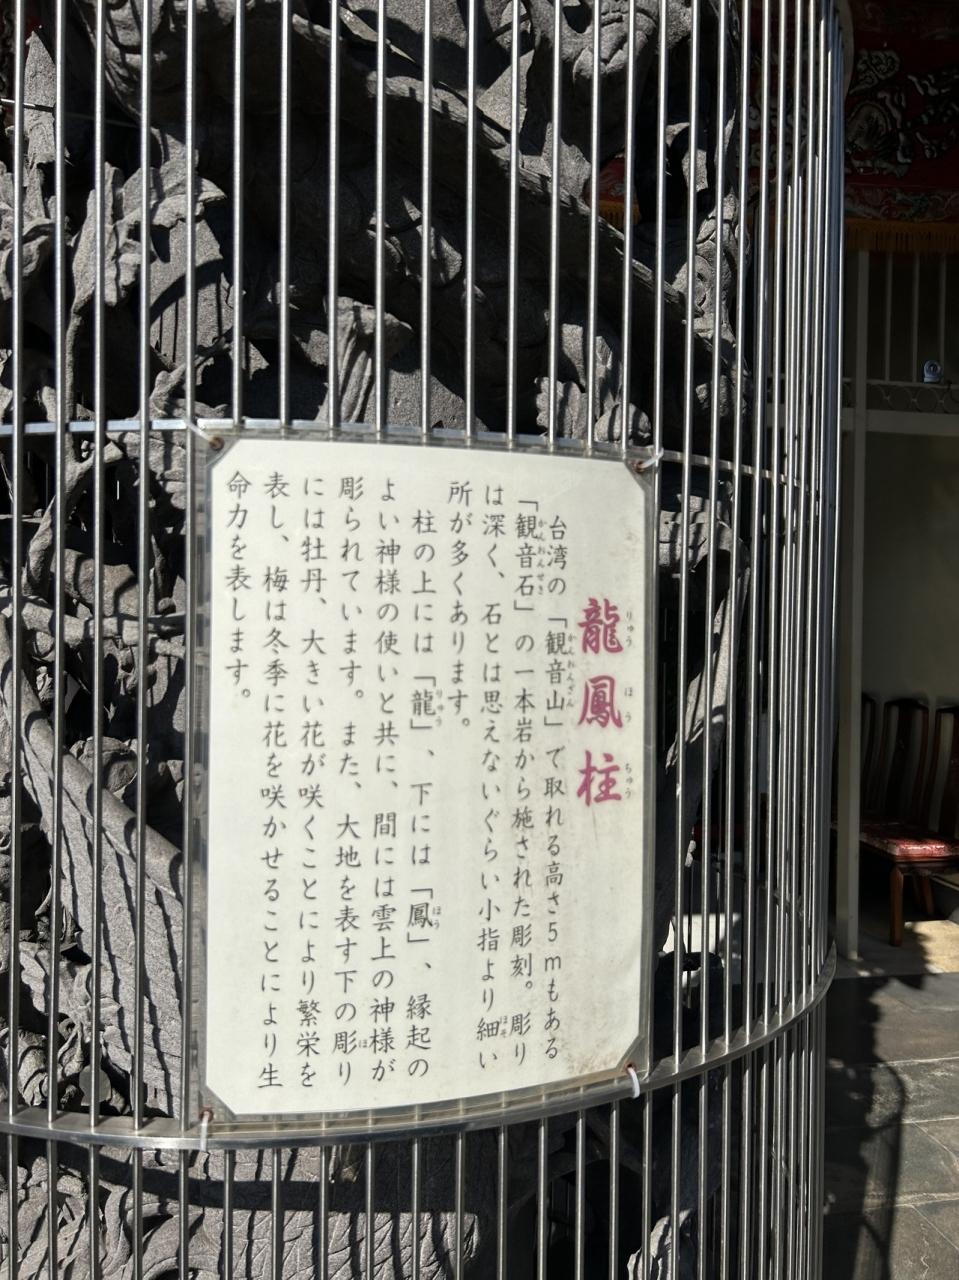 龍鳳柱
台湾の「観音山」で取れる高さ5mもある
「観音石」の一本岩から施された彫刻。彫り
は深く、石とは思えないぐらい小指より細い
所が多くあります。
柱の上には「龍」、下には「鳳」、縁起の
よい神様の使いと共に、間には雲上の神様が
彫られています。また、大地を表す下の彫り
には牡丹、大きい花が咲くことにより繁栄を
表し、梅は冬季に花を咲かせることにより生
命力を表します。